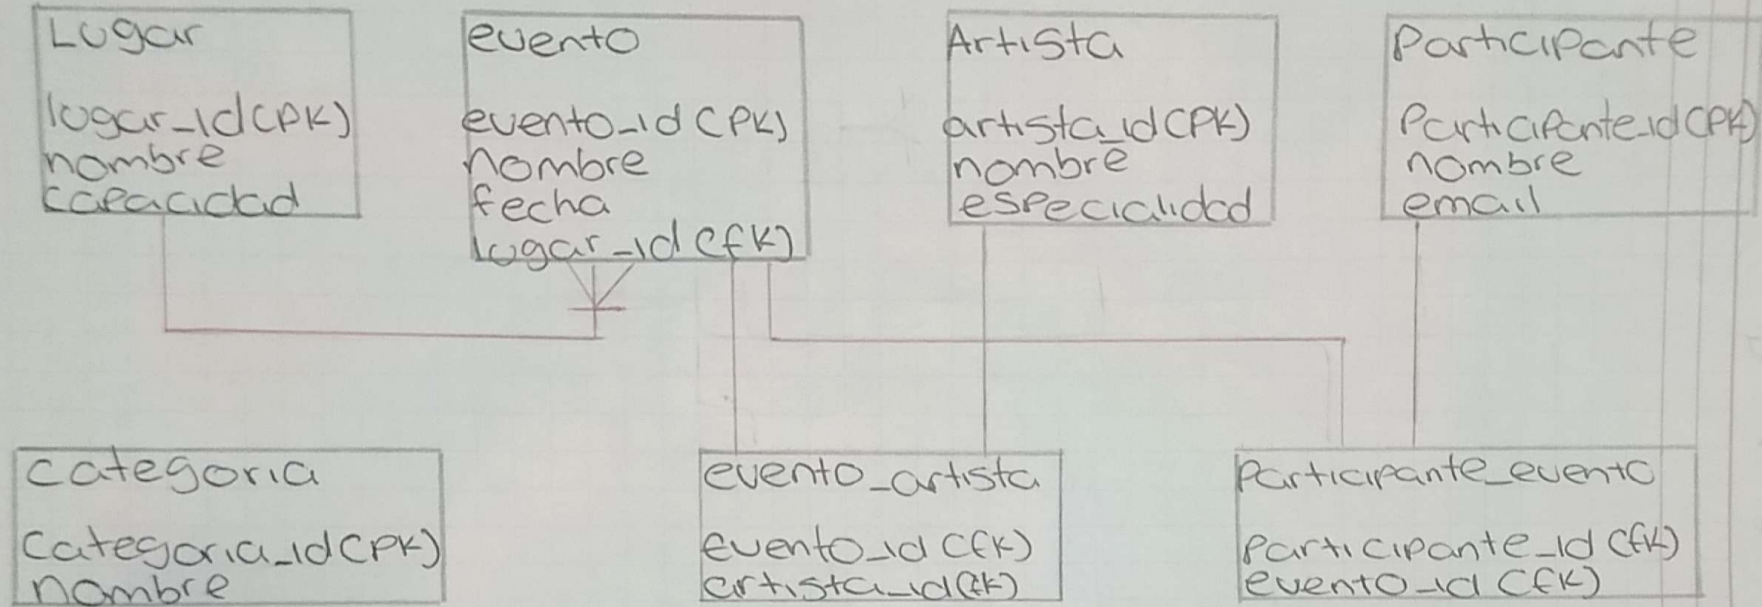 Lugar
lugar_id(PK)
nombre
capacidad
evento
evento_id (PK)
nombre
fecha
lugar_id (fK)
Artista
artista_id(PK)
nombre
especialidad
Participante
Participante_id(PK)
nombre
email
categoria
categoria_id(PK)
nombre
evento_artista
evento_id (fK)
artista_id(fK)
Participante_evento
Participante_id (fK)
evento_id (fK)